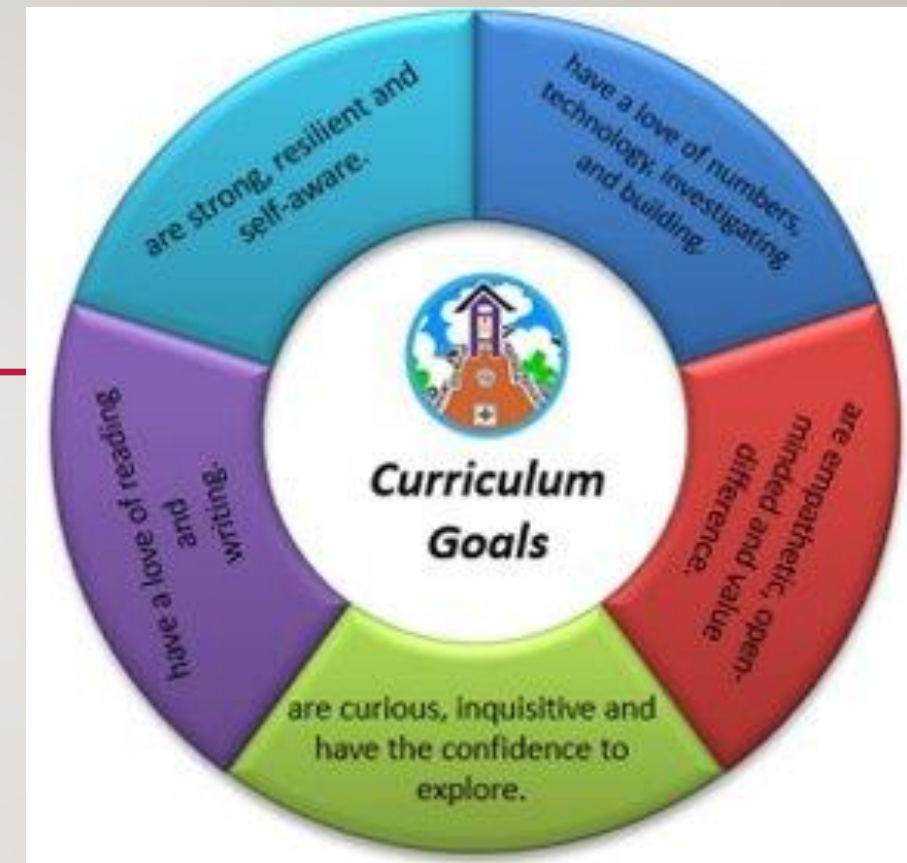 are strong, resilient and
self-aware.
have a love of numbers,
technology, investigating
and building.
are empathetic, open-
minded and value
difference.
are curious, inquisitive and
have the confidence to
explore.
have a love of reading
and
writing.
Curriculum
Goals